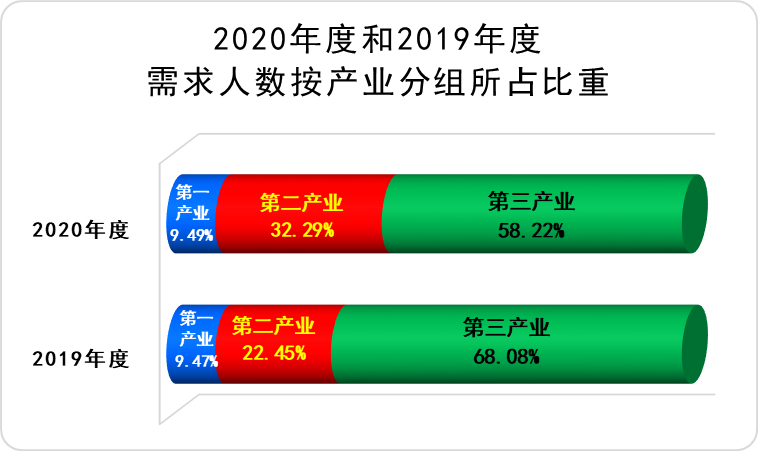 2020年度和2019年度
需求人数按产业分组所占比重
2020年度
第一
产业
9.49%
第二产业
32.29%
第三产业
58.22%
2019年度
第一
产业
9.47%
第二产业
22.45%
第三产业
68.08%